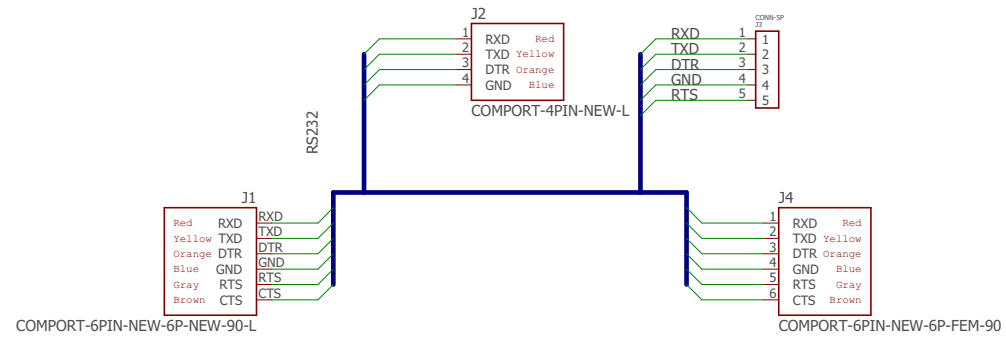 J2
1 RXD Red
2 TXD Yellow
3 DTR Orange
4 GND Blue
COMPORT-4PIN-NEW-L
CONN-5P
J3
RXD 1 1
TXD 2 2
DTR 3 3
GND 4 4
RTS 5 5
RS232
J1
Red RXD RXD
Yellow TXD TXD
Orange DTR DTR
Blue GND GND
Gray RTS RTS
Brown CTS CTS
COMPORT-6PIN-NEW-6P-NEW-90-L
J4
1 RXD Red
2 TXD Yellow
3 DTR Orange
4 GND Blue
5 RTS Gray
6 CTS Brown
COMPORT-6PIN-NEW-6P-FEM-90